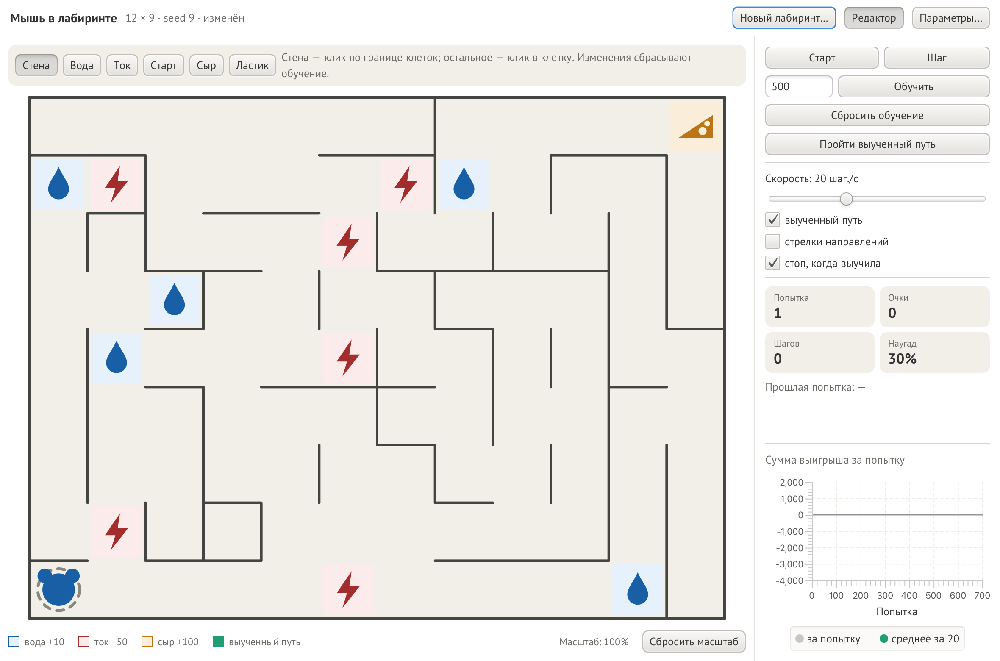 Мышь в лабиринте 12 × 9 · seed 9 · изменён
Новый лабиринт... Редактор Параметры...
Стена Вода Ток Старт Сыр Ластик
Стена — клик по границе клеток; остальное — клик в клетку. Изменения сбрасывают
обучение.
Старт Шаг
500 Обучить
Сбросить обучение
Пройти выученный путь
Скорость: 20 шаг./с
выученный путь
стрелки направлений
стоп, когда выучила
Попытка Очки
1 0
Шагов Наугад
0 30%
Прошлая попытка: —
Сумма выигрыша за попытку
2,000
1,000
0
-1,000
-2,000
-3,000
-4,000
0 100 200 300 400 500 600 700
Попытка
за попытку среднее за 20
вода +10 ток −50 сыр +100 выученный путь
Масштаб: 100% Сбросить масштаб